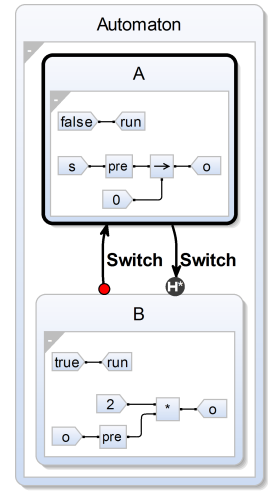 Automaton
-
A
-
false run
s pre → o
0
Switch Switch
H*
B
-
true run
2 * o
o pre